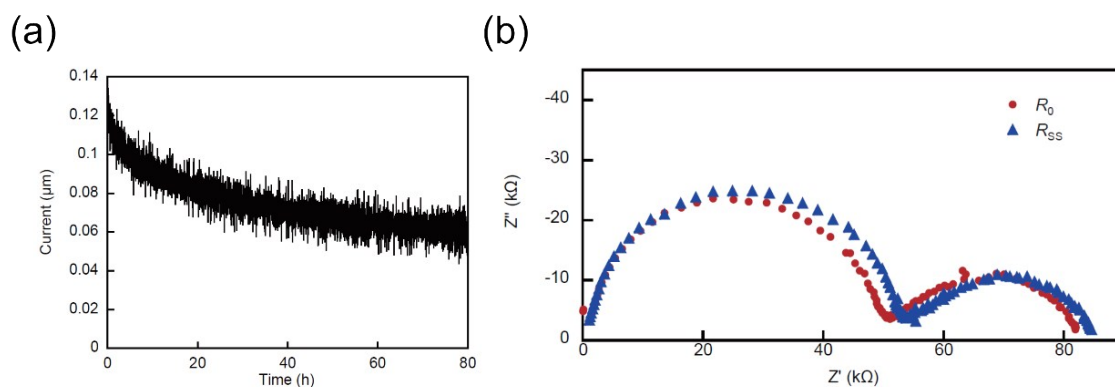 (a)
0.14
0.12
0.1
0.08
0.06
0.04
0.02
0
Current (μm)
0 20 40 60 80
Time (h)
(b)
-40
-30
-20
-10
0
Z" (kΩ)
R0
RSS
0 20 40 60 80
Z' (kΩ)